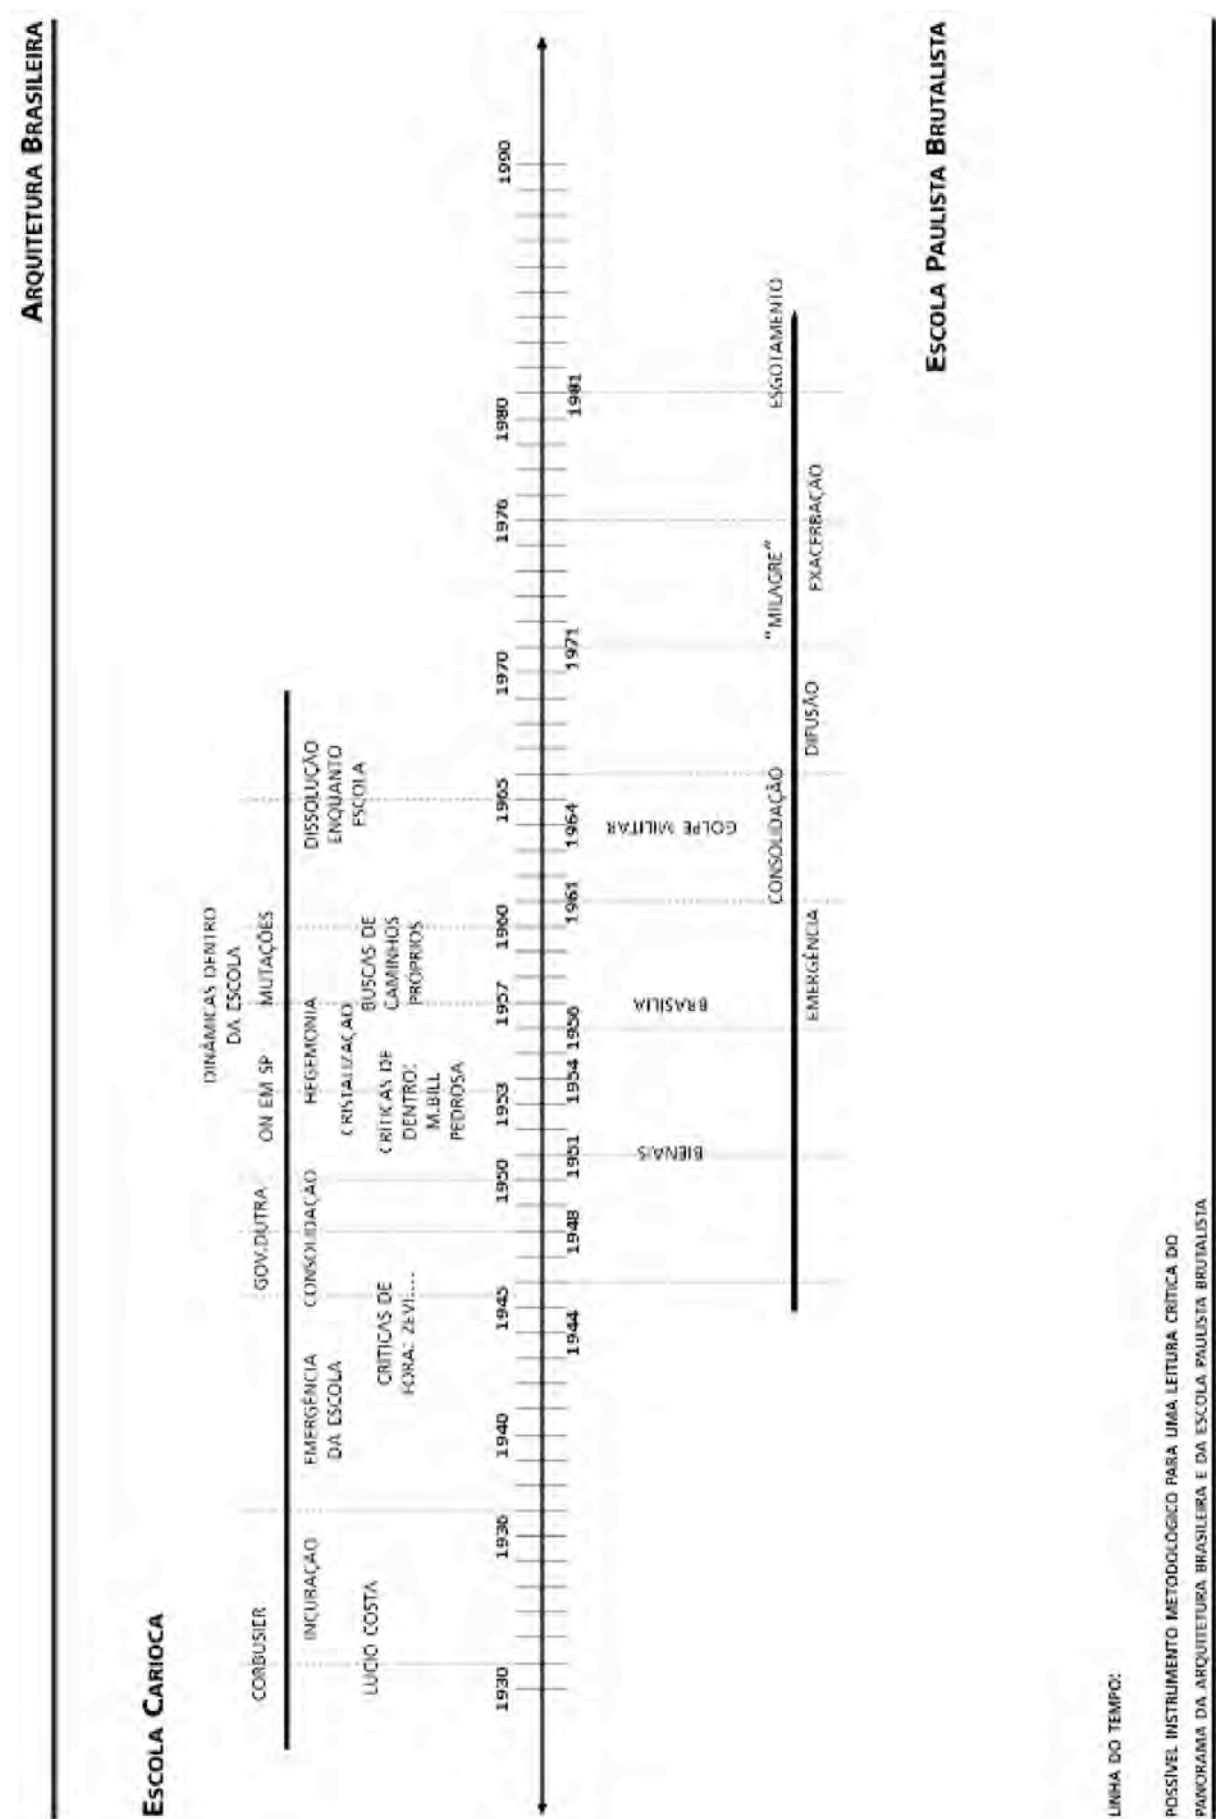 ARQUITETURA BRASILEIRA
ESCOLA CARIOCA
DINÂMICAS DENTRO
DA ESCOLA
CORBUSIER
GOV.DUTRA
ON EM SP
MUTAÇÕES
INCUBAÇÃO
EMERGÊNCIA
DA ESCOLA
CONSOLIDAÇÃO
HEGEMONIA
CRISTALIZAÇÃO
DISSOLUÇÃO
ENQUANTO
ESCOLA
LUCIO COSTA
CRÍTICAS DE
FORA: ZEVI....
CRÍTICAS DE
DENTRO:
M.BILL
PEDROSA
BUSCAS DE
CAMINHOS
PRÓPRIOS
1930 1936 1940 1945 1950 1953 1957 1960 1965 1970 1976 1980 1990
1944 1948 1951 1954 1956 1961 1964 1971 1981
BIENAIS
BRASÍLIA
GOLPE MILITAR
CONSOLIDAÇÃO
"MILAGRE"
ESGOTAMENTO
EMERGÊNCIA
DIFUSÃO
EXACERBAÇÃO
ESCOLA PAULISTA BRUTALISTA
LINHA DO TEMPO:
POSSÍVEL INSTRUMENTO METODOLÓGICO PARA UMA LEITURA CRÍTICA DO
PANORAMA DA ARQUITETURA BRASILEIRA E DA ESCOLA PAULISTA BRUTALISTA